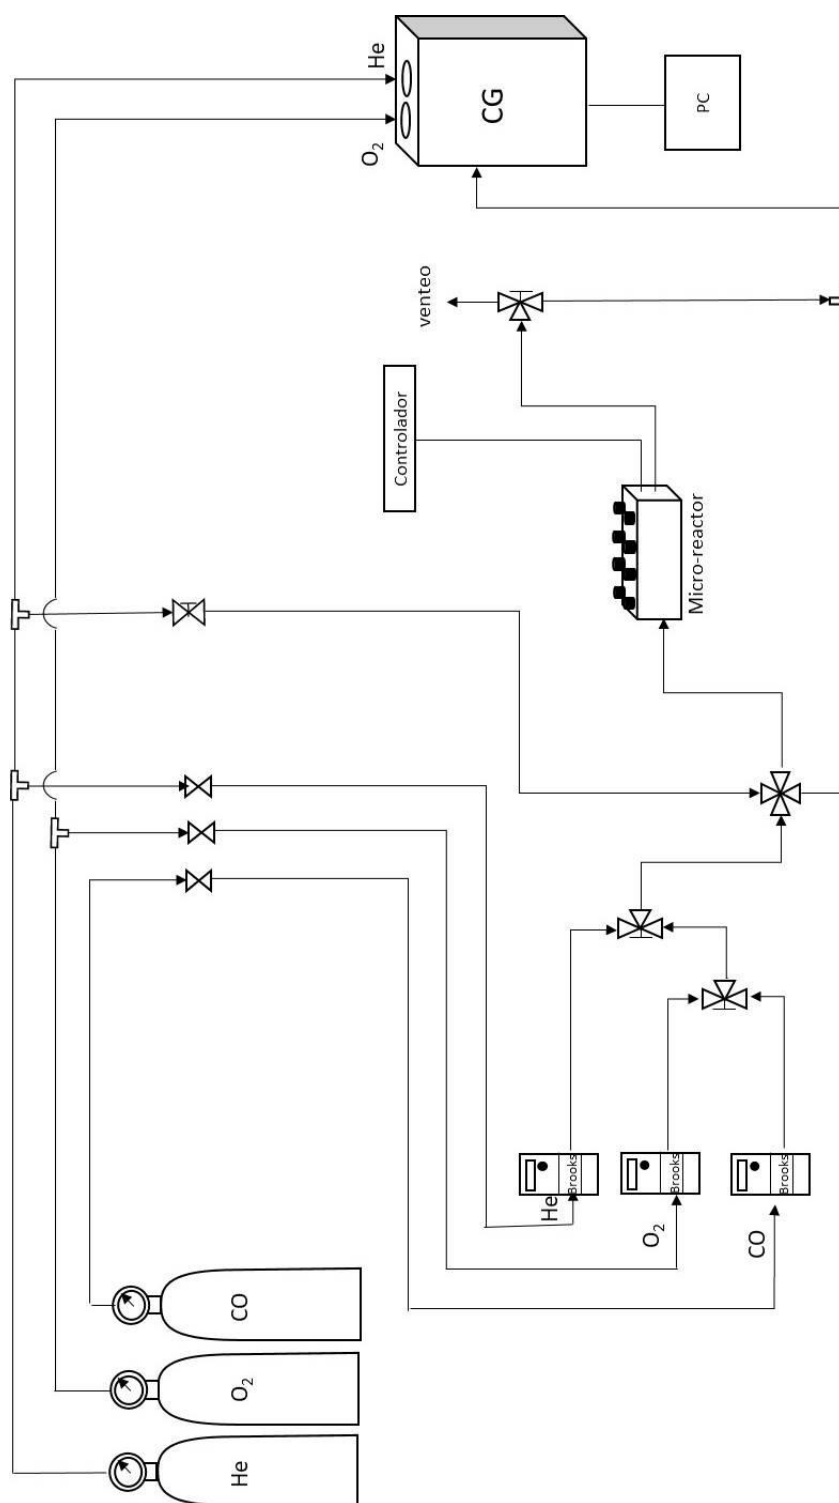 He
O₂
CG
PC
venteo
Controlador
Micro-reactor
He
Brooks
O₂
Brooks
CO
Brooks
CO
O₂
He